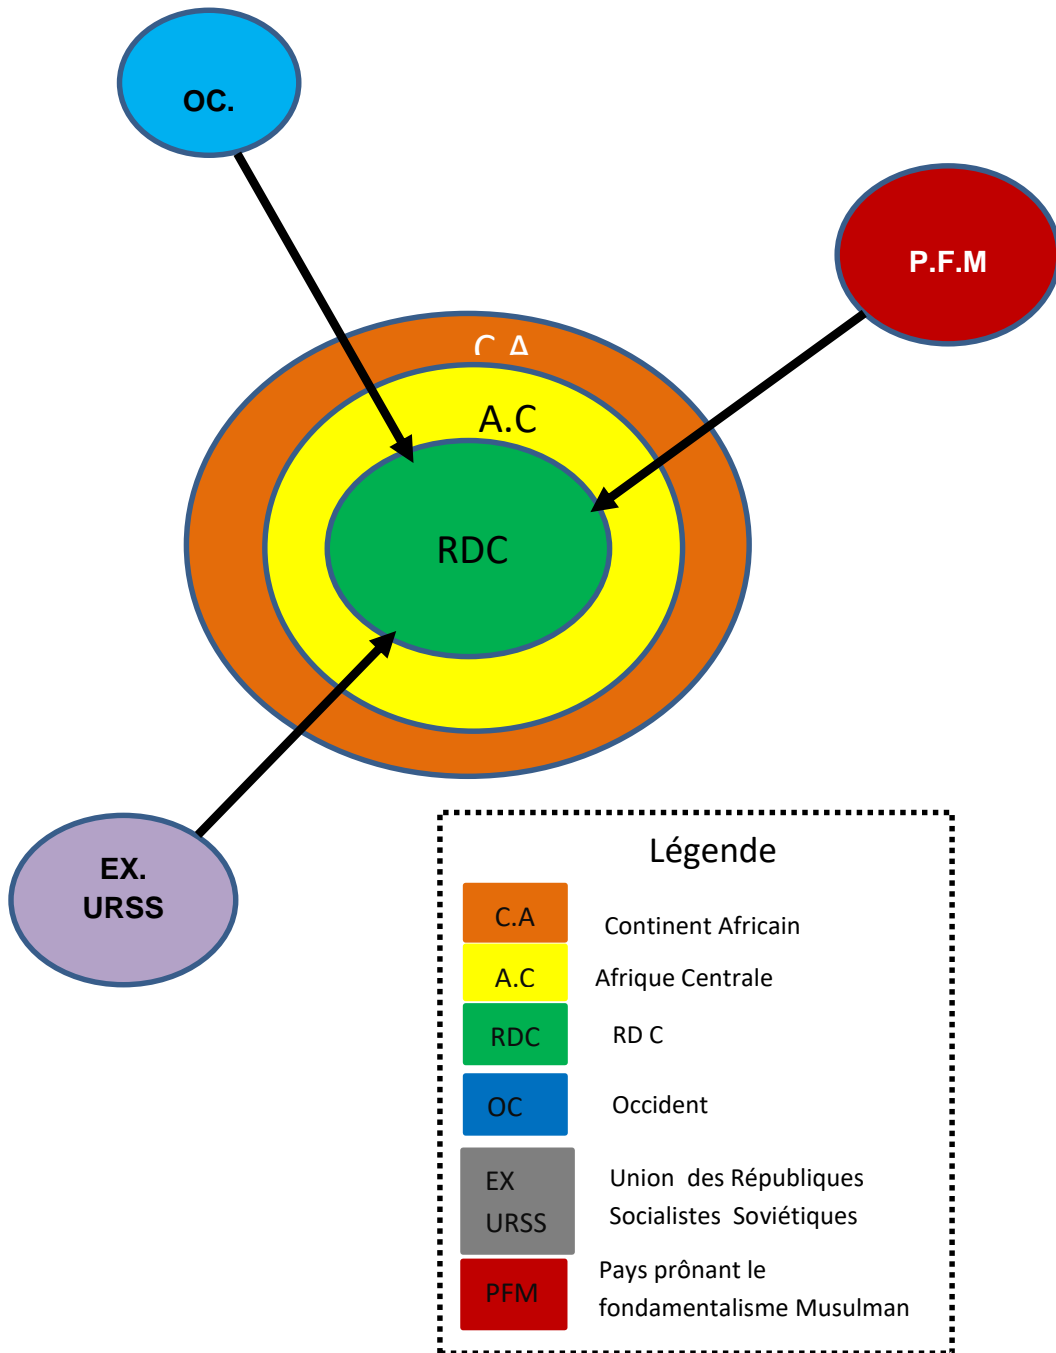 OC.
P.F.M
C.A
A.C
RDC
EX.
URSS
Légende
C.A
Continent Africain
A.C
Afrique Centrale
RDC
RD C
OC
Occident
EX
URSS
Union des Républiques
Socialistes Soviétiques
PFM
Pays prônant le
fondamentalisme Musulman